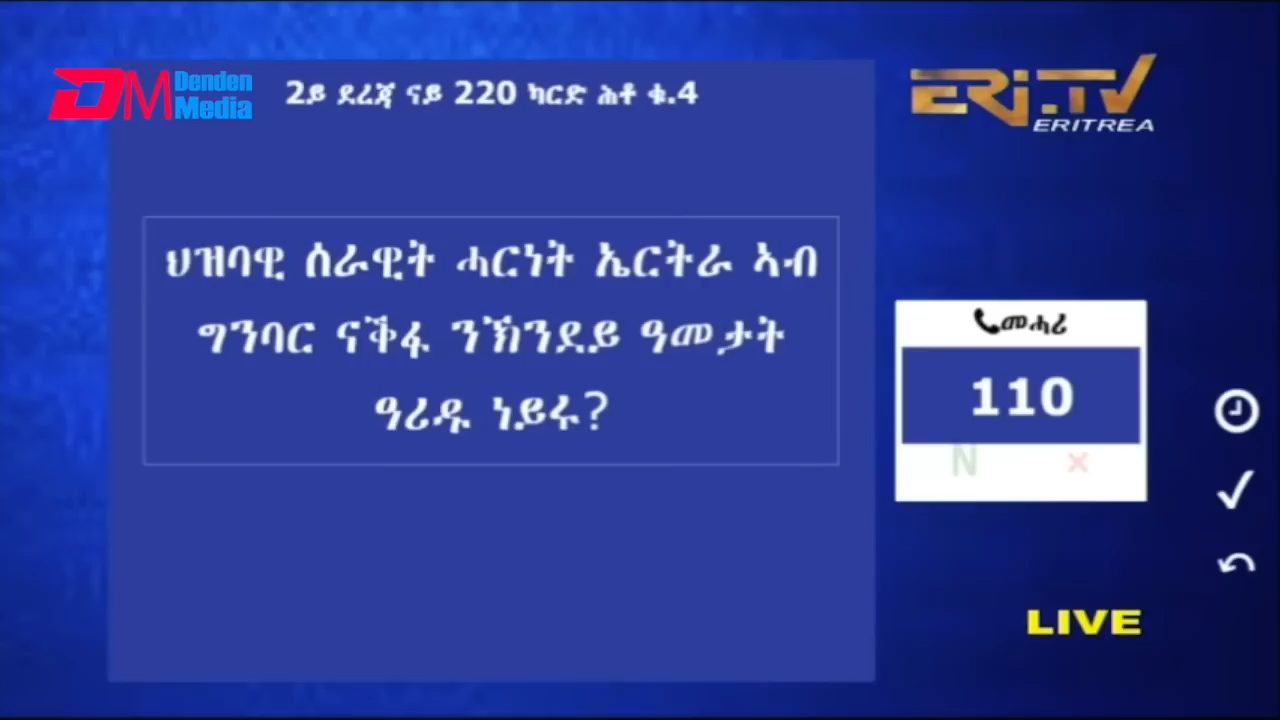 DM Denden Media
2ይ ደረጃ ናይ 220 ካርድ ሕቶ ቁ.4
ERi.TV
ERITREA
ህዝባዊ ሰራዊት ሓርነት ኤርትራ ኣብ
ግንባር ናቕፋ ንኽንደይ ዓመታት
ዓሪዱ ነይሩ?
መሓሪ
110
N ×
LIVE